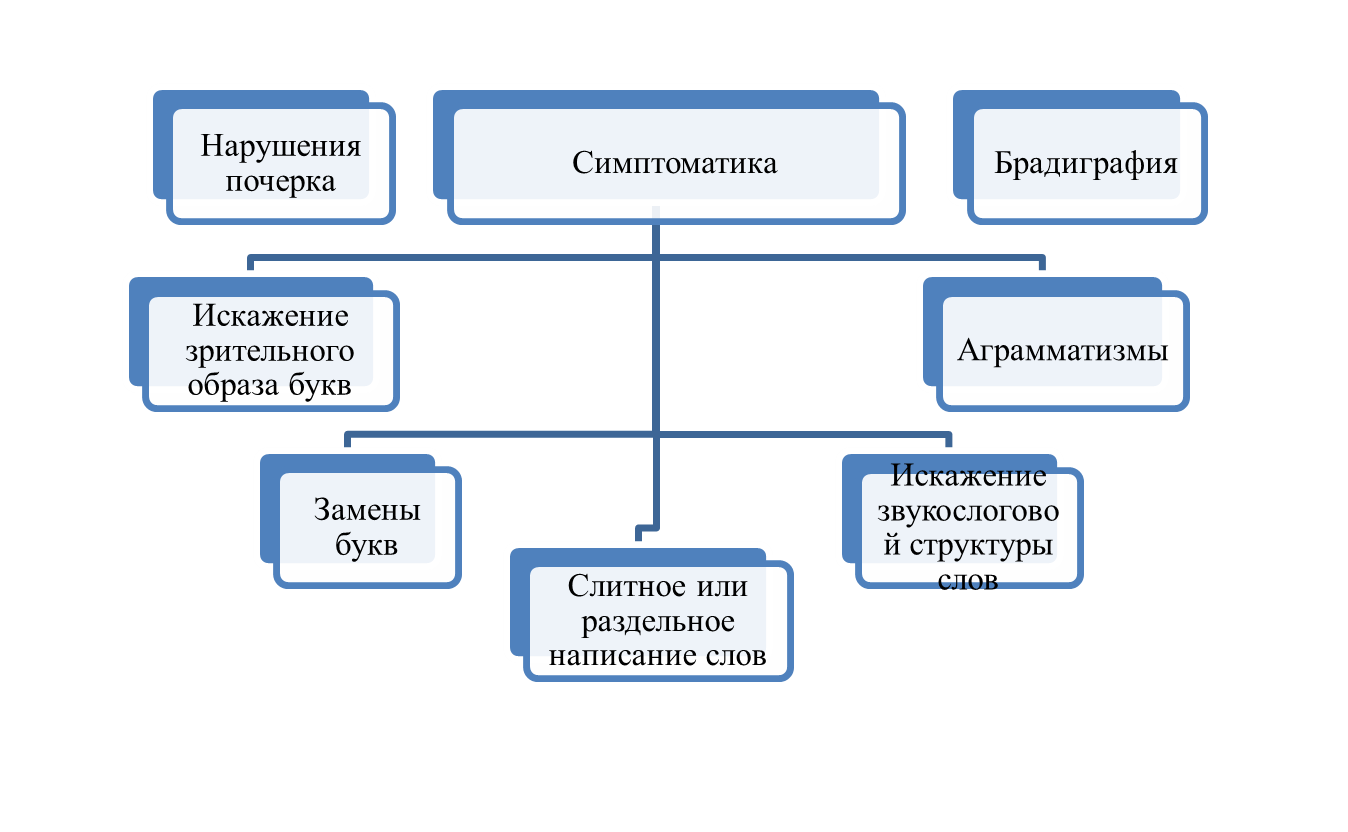 Нарушения
почерка
Симптоматика
Брадиграфия
Искажение
зрительного
образа букв
Аграмматизмы
Замены
букв
Слитное или
раздельное
написание слов
Искажение
звукослогово
й структуры
слов